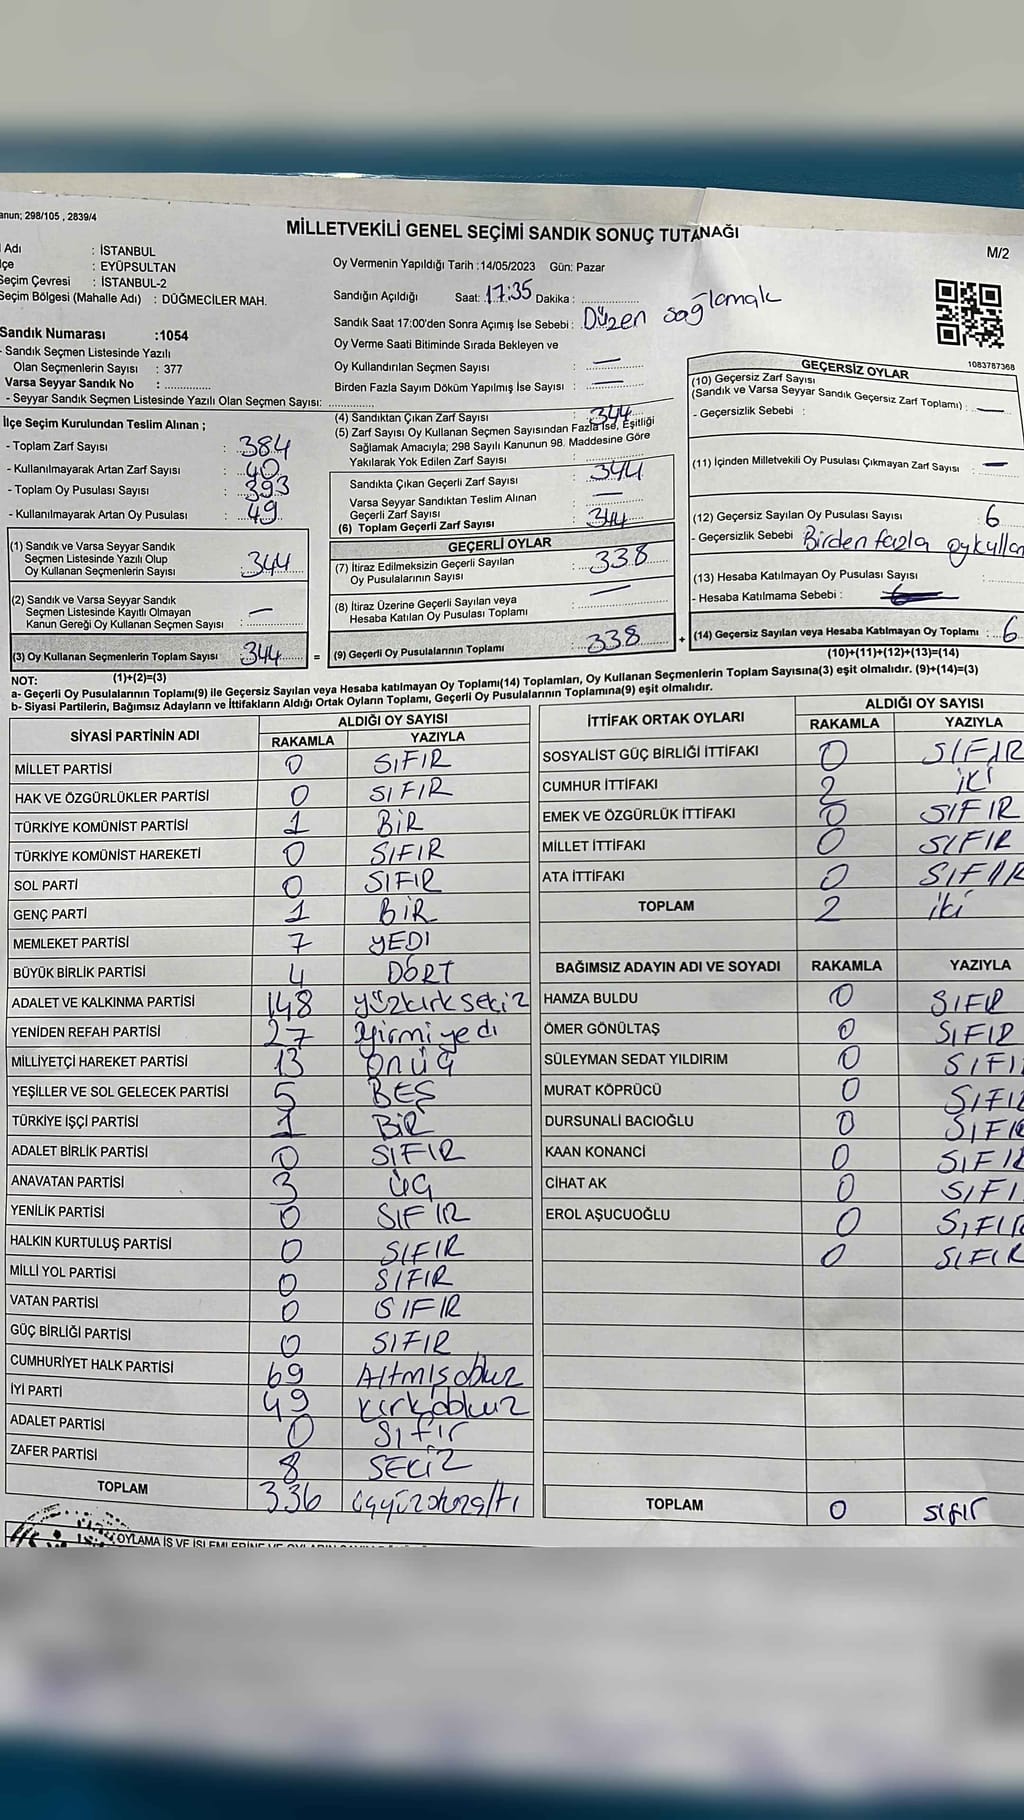 anun; 298/105 , 2839/4
MİLLETVEKİLİ GENEL SEÇİMİ SANDIK SONUÇ TUTANAĞI
M/2
Adı : İSTANBUL
lçe : EYÜPSULTAN
Seçim Çevresi : İSTANBUL-2
Seçim Bölgesi (Mahalle Adı) : DÜĞMECİLER MAH.
Oy Vermenin Yapıldığı Tarih :14/05/2023 Gün: Pazar
Sandığın Açıldığı Saat: 17:35 Dakika :
Sandık Saat 17:00'den Sonra Açımış İse Sebebi : Düzen sağlamak
Oy Verme Saati Bitiminde Sırada Bekleyen ve
Oy Kullandırılan Seçmen Sayısı : —
Birden Fazla Sayım Döküm Yapılmış İse Sayısı : —
Sandık Numarası :1054
- Sandık Seçmen Listesinde Yazılı
Olan Seçmenlerin Sayısı : 377
Varsa Seyyar Sandık No :
- Seyyar Sandık Seçmen Listesinde Yazılı Olan Seçmen Sayısı:
İlçe Seçim Kurulundan Teslim Alınan ;
- Toplam Zarf Sayısı : 384
- Kullanılmayarak Artan Zarf Sayısı : 40
- Toplam Oy Pusulası Sayısı : 393
- Kullanılmayarak Artan Oy Pusulası : 49
(1) Sandık ve Varsa Seyyar Sandık
Seçmen Listesinde Yazılı Olup
Oy Kullanan Seçmenlerin Sayısı : 344
(2) Sandık ve Varsa Seyyar Sandık
Seçmen Listesinde Kayıtlı Olmayan
Kanun Gereği Oy Kullanan Seçmen Sayısı : —
(3) Oy Kullanan Seçmenlerin Toplam Sayısı : 344 =
(1)+(2)=(3)
(4) Sandıktan Çıkan Zarf Sayısı : 344
(5) Zarf Sayısı Oy Kullanan Seçmen Sayısından Fazla İse, Eşitliği
Sağlamak Amacıyla; 298 Sayılı Kanunun 98. Maddesine Göre
Yakılarak Yok Edilen Zarf Sayısı :
Sandıkta Çıkan Geçerli Zarf Sayısı : 344
Varsa Seyyar Sandıktan Teslim Alınan
Geçerli Zarf Sayısı : —
(6) Toplam Geçerli Zarf Sayısı : 344
GEÇERLİ OYLAR
(7) İtiraz Edilmeksizin Geçerli Sayılan
Oy Pusulalarının Sayısı : 338
(8) İtiraz Üzerine Geçerli Sayılan veya
Hesaba Katılan Oy Pusulası Toplamı : —
(9) Geçerli Oy Pusulalarının Toplamı : 338 +
1083787368
GEÇERSİZ OYLAR
(10) Geçersiz Zarf Sayısı
(Sandık ve Varsa Seyyar Sandık Geçersiz Zarf Toplamı) : —
- Geçersizlik Sebebi :
(11) İçinden Milletvekili Oy Pusulası Çıkmayan Zarf Sayısı : —
(12) Geçersiz Sayılan Oy Pusulası Sayısı : 6
- Geçersizlik Sebebi Birden fazla oy kullan
(13) Hesaba Katılmayan Oy Pusulası Sayısı :
- Hesaba Katılmama Sebebi :
(14) Geçersiz Sayılan veya Hesaba Katılmayan Oy Toplamı : 6
(10)+(11)+(12)+(13)=(14)
NOT:
a- Geçerli Oy Pusulalarının Toplamı(9) ile Geçersiz Sayılan veya Hesaba katılmayan Oy Toplamı(14) Toplamları, Oy Kullanan Seçmenlerin Toplam Sayısına(3) eşit olmalıdır. (9)+(14)=(3)
b- Siyasi Partilerin, Bağımsız Adayların ve İttifakların Aldığı Ortak Oyların Toplamı, Geçerli Oy Pusulalarının Toplamına(9) eşit olmalıdır.
SİYASİ PARTİNİN ADI ALDIĞI OY SAYISI
RAKAMLA YAZIYLA
MİLLET PARTİSİ 0 SIFIR
HAK VE ÖZGÜRLÜKLER PARTİSİ 0 SIFIR
TÜRKİYE KOMÜNİST PARTİSİ 1 BİR
TÜRKİYE KOMÜNİST HAREKETİ 0 SIFIR
SOL PARTİ 0 SIFIR
GENÇ PARTİ 1 BİR
MEMLEKET PARTİSİ 7 YEDI
BÜYÜK BİRLİK PARTİSİ 4 DÖRT
ADALET VE KALKINMA PARTİSİ 148 yüzkırksekiz
YENİDEN REFAH PARTİSİ 27 yirmiyedi
MİLLİYETÇİ HAREKET PARTİSİ 13 ONÜÇ
YEŞİLLER VE SOL GELECEK PARTİSİ 5 BEŞ
TÜRKİYE İŞÇİ PARTİSİ 1 BİR
ADALET BİRLİK PARTİSİ 0 SIFIR
ANAVATAN PARTİSİ 3 ÜÇ
YENİLİK PARTİSİ 0 SIFIR
HALKIN KURTULUŞ PARTİSİ 0 SIFIR
MİLLİ YOL PARTİSİ 0 SIFIR
VATAN PARTİSİ 0 SIFIR
GÜÇ BİRLİĞİ PARTİSİ 0 SIFIR
CUMHURİYET HALK PARTİSİ 69 Altmışdokuz
İYİ PARTİ 49 kırkdokuz
ADALET PARTİSİ 0 Sıfır
ZAFER PARTİSİ 8 SEKİZ
TOPLAM 336 üçyüzotuzaltı
İTTİFAK ORTAK OYLARI ALDIĞI OY SAYISI
RAKAMLA YAZIYLA
SOSYALİST GÜÇ BİRLİĞİ İTTİFAKI 0 SIFIR
CUMHUR İTTİFAKI 2 İKİ
EMEK VE ÖZGÜRLÜK İTTİFAKI 0 SIFIR
MİLLET İTTİFAKI 0 SIFIR
ATA İTTİFAKI 0 SIFIR
TOPLAM 2 iki
BAĞIMSIZ ADAYIN ADI VE SOYADI RAKAMLA YAZIYLA
HAMZA BULDU 0 SIFIR
ÖMER GÖNÜLTAŞ 0 SIFIR
SÜLEYMAN SEDAT YILDIRIM 0 SIFI
MURAT KÖPRÜCÜ 0 SIFIR
DURSUNALİ BACIOĞLU 0 SIFIR
KAAN KONANCİ 0 SIFIR
CİHAT AK 0 SIFI
EROL AŞUCUOĞLU 0 SIFIR
0 SIFIR
TOPLAM 0 sıfır
OYLAMA İŞ VE İŞLEMLERİNE VE